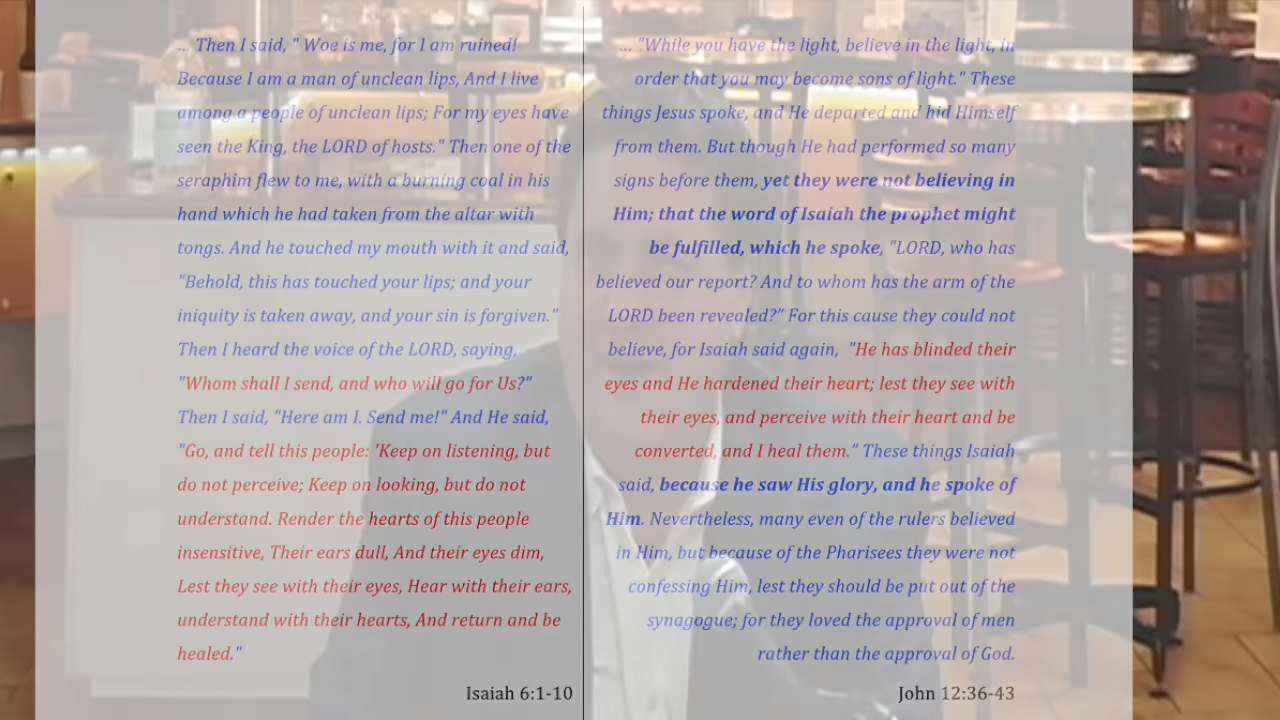 ... Then I said, " Woe is me, for I am ruined!
Because I am a man of unclean lips, And I live
among a people of unclean lips; For my eyes have
seen the King, the LORD of hosts." Then one of the
seraphim flew to me, with a burning coal in his
hand which he had taken from the altar with
tongs. And he touched my mouth with it and said,
"Behold, this has touched your lips; and your
iniquity is taken away, and your sin is forgiven."
Then I heard the voice of the LORD, saying,
"Whom shall I send, and who will go for Us?"
Then I said, "Here am I. Send me!" And He said,
"Go, and tell this people: 'Keep on listening, but
do not perceive; Keep on looking, but do not
understand. Render the hearts of this people
insensitive, Their ears dull, And their eyes dim,
Lest they see with their eyes, Hear with their ears,
understand with their hearts, And return and be
healed."
Isaiah 6:1-10
... "While you have the light, believe in the light, in
order that you may become sons of light." These
things Jesus spoke, and He departed and hid Himself
from them. But though He had performed so many
signs before them, yet they were not believing in
Him; that the word of Isaiah the prophet might
be fulfilled, which he spoke, "LORD, who has
believed our report? And to whom has the arm of the
LORD been revealed?” For this cause they could not
believe, for Isaiah said again, "He has blinded their
eyes and He hardened their heart; lest they see with
their eyes, and perceive with their heart and be
converted, and I heal them.” These things Isaiah
said, because he saw His glory, and he spoke of
Him. Nevertheless, many even of the rulers believed
in Him, but because of the Pharisees they were not
confessing Him, lest they should be put out of the
synagogue; for they loved the approval of men
rather than the approval of God.
John 12:36-43